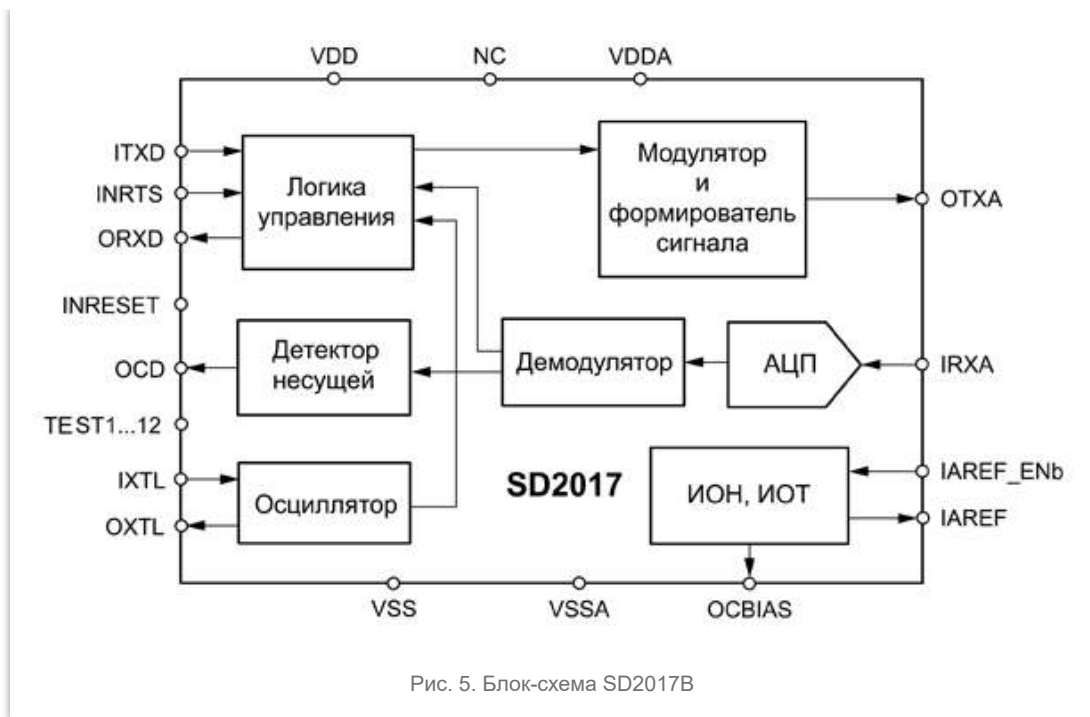 VDD NC VDDA
ITXD
INRTS
ORXD
INRESET
OCD
TEST1...12
IXTL
OXTL
Логика
управления
Модулятор
и
формирователь
сигнала
OTXA
Детектор
несущей
Демодулятор
АЦП
IRXA
Осциллятор
SD2017
ИОН, ИОТ
IAREF_ENb
IAREF
VSS VSSA OCBIAS
Рис. 5. Блок-схема SD2017B